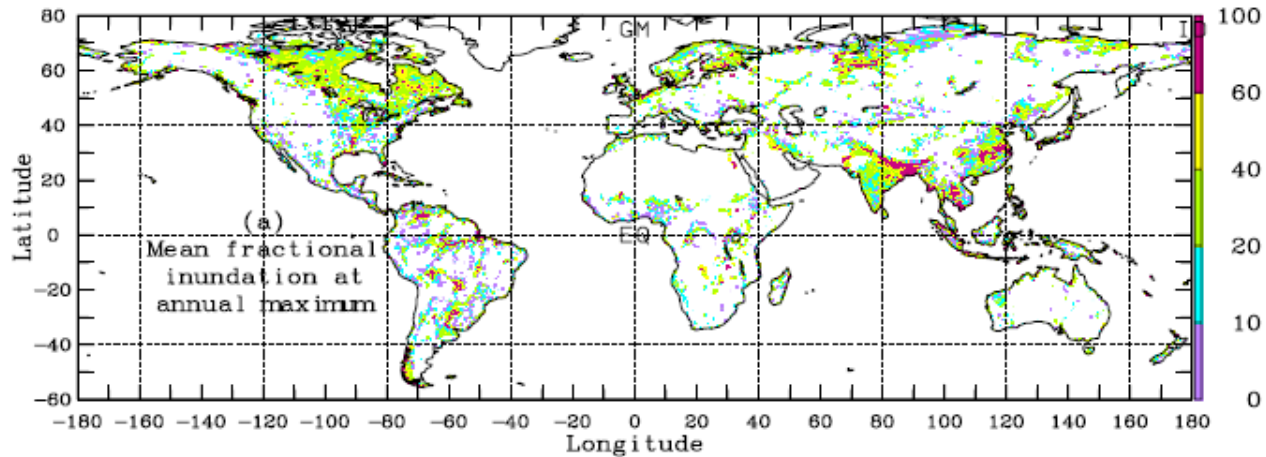 80
60
40
20
0
−20
−40
−60
Latitude
GM
EQ
(a)
Mean fractional
inundation at
annual maximum
−180 −160 −140 −120 −100 −80 −60 −40 −20 0 20 40 60 80 100 120 140 160 180
Longitude
100
60
40
20
10
0